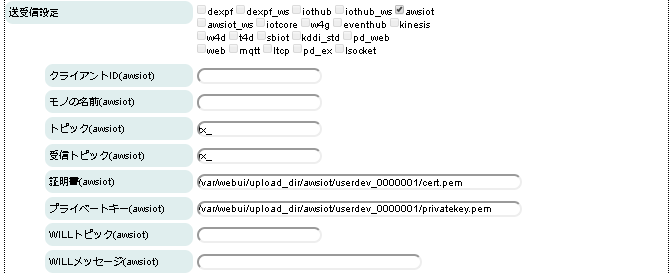 送受信設定
dexpf dexpf_ws iothub iothub_ws awsiot
awsiot_ws iotcore w4g eventhub kinesis
w4d t4d sbiot kddi_std pd_web
web mqtt ltcp pd_ex lsocket
クライアントID(awsiot)
モノの名前(awsiot)
トピック(awsiot)
rx_
受信トピック(awsiot)
rx_
証明書(awsiot)
/var/webui/upload_dir/awsiot/userdev_0000001/cert.pem
プライベートキー(awsiot)
/var/webui/upload_dir/awsiot/userdev_0000001/privatekey.pem
WILLトピック(awsiot)
WILLメッセージ(awsiot)